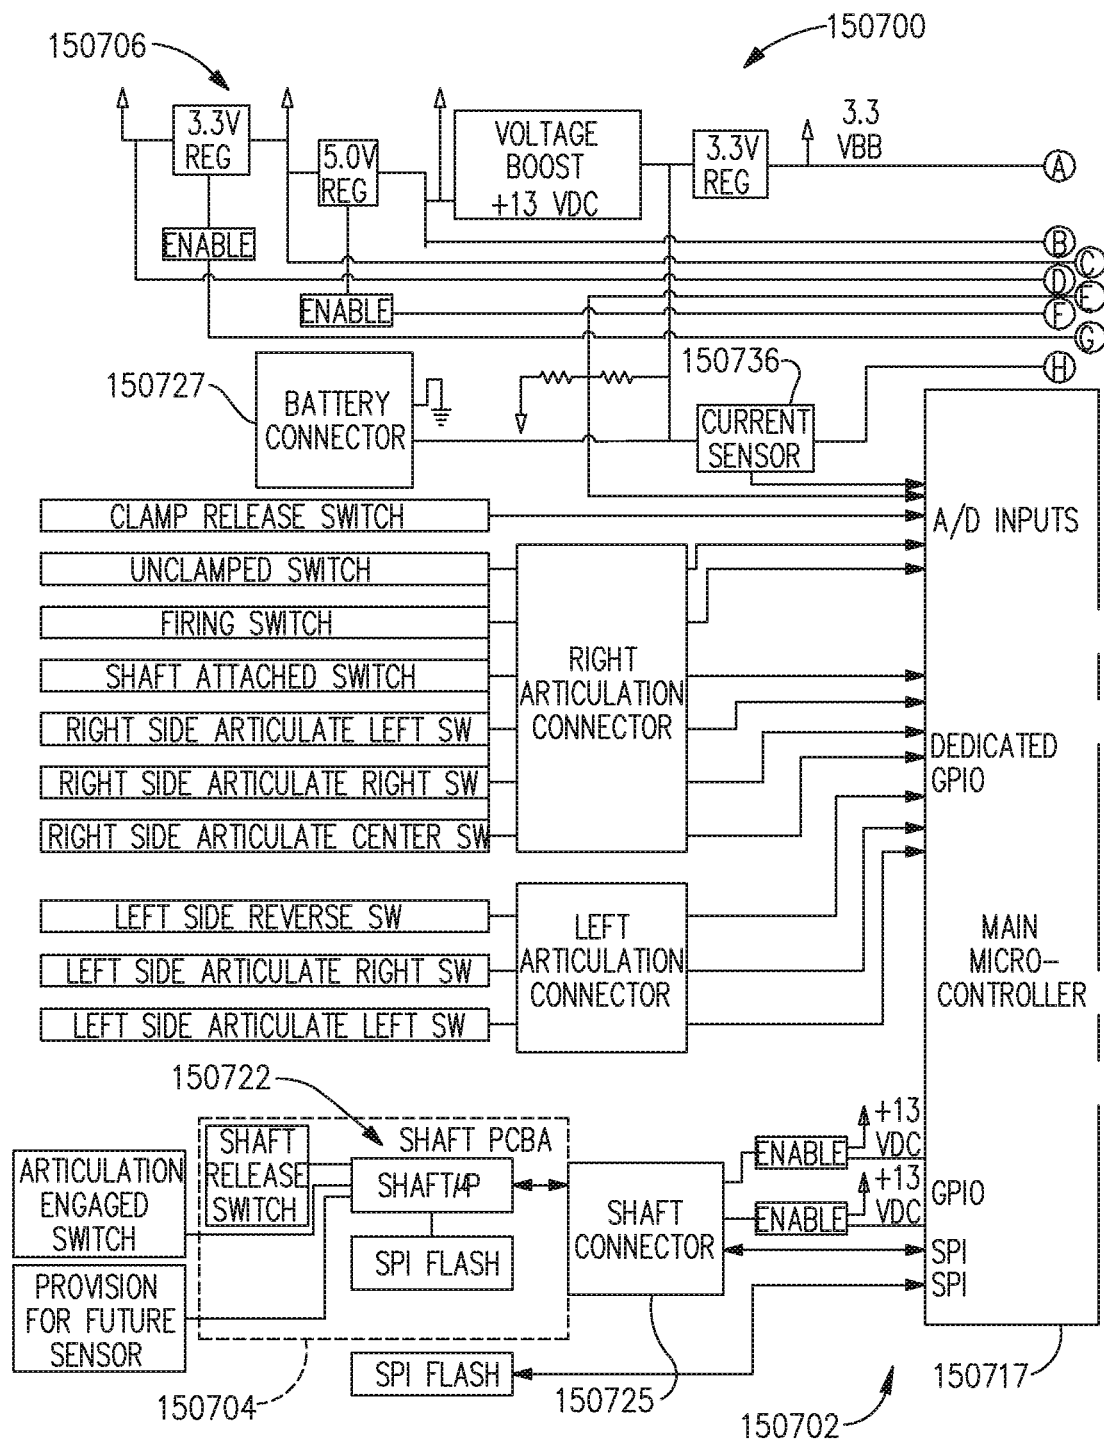 150706
150700
3.3V
REG
5.0V
REG
VOLTAGE
BOOST
+13 VDC
3.3V
REG
3.3
VBB
A
ENABLE
B
C
D
E
ENABLE
F
G
150727
BATTERY
CONNECTOR
150736
H
CURRENT
SENSOR
CLAMP RELEASE SWITCH
A/D INPUTS
UNCLAMPED SWITCH
FIRING SWITCH
SHAFT ATTACHED SWITCH
RIGHT SIDE ARTICULATE LEFT SW
RIGHT SIDE ARTICULATE RIGHT SW
RIGHT SIDE ARTICULATE CENTER SW
RIGHT
ARTICULATION
CONNECTOR
DEDICATED
GPIO
LEFT SIDE REVERSE SW
LEFT SIDE ARTICULATE RIGHT SW
LEFT SIDE ARTICULATE LEFT SW
LEFT
ARTICULATION
CONNECTOR
MAIN
MICRO-
CONTROLLER
150722
SHAFT PCBA
SHAFT
RELEASE
SWITCH
ARTICULATION
ENGAGED
SWITCH
SHAFT μP
SPI FLASH
PROVISION
FOR FUTURE
SENSOR
SHAFT
CONNECTOR
ENABLE
+13
VDC
ENABLE
+13
VDC
GPIO
SPI
SPI
SPI FLASH
150704
150725
150702
150717